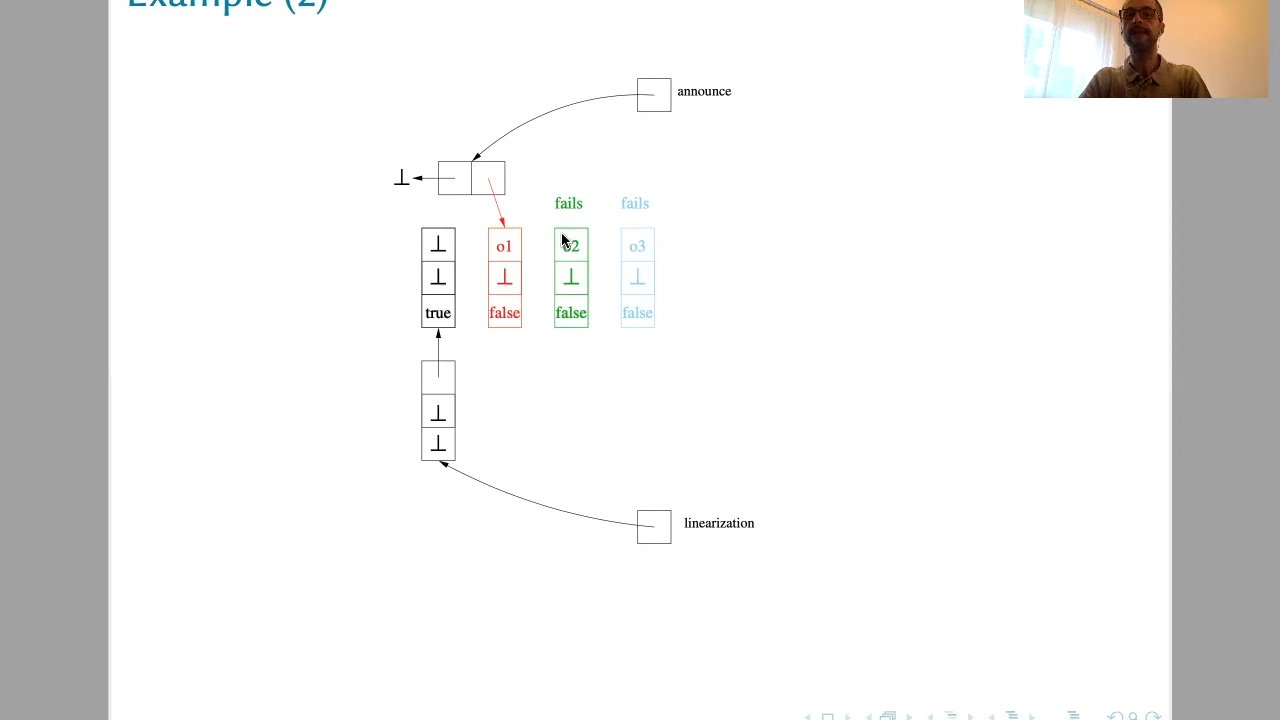 Example (2)
announce
⊥
fails fails
⊥ o1 o2 o3
⊥ ⊥ ⊥ ⊥
true false false false
⊥
⊥
linearization